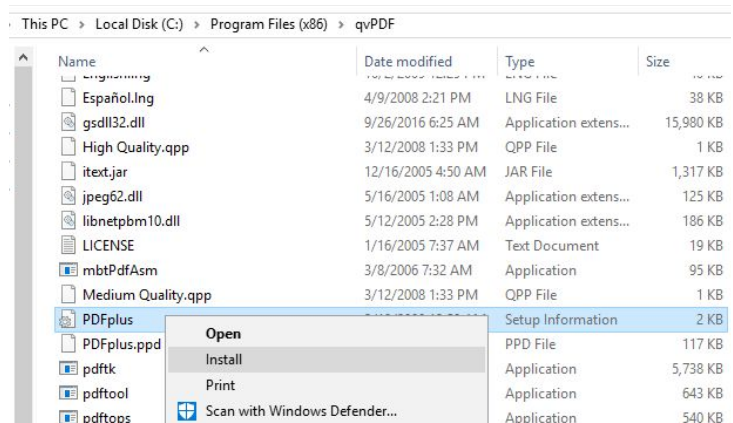 This PC > Local Disk (C:) > Program Files (x86) > qvPDF
Name Date modified Type Size
Español.lng 4/9/2008 2:21 PM LNG File 38 KB
gsdll32.dll 9/26/2016 6:25 AM Application extens... 15,980 KB
High Quality.qpp 3/12/2008 1:33 PM QPP File 1 KB
itext.jar 12/16/2005 4:50 AM JAR File 1,317 KB
jpeg62.dll 5/16/2005 1:08 AM Application extens... 125 KB
libnetpbm10.dll 5/12/2005 2:28 PM Application extens... 186 KB
LICENSE 1/16/2005 7:37 AM Text Document 19 KB
mbtPdfAsm 3/8/2006 7:32 AM Application 95 KB
Medium Quality.qpp 3/12/2008 1:33 PM QPP File 1 KB
PDFplus Setup Information 2 KB
Open
PDFplus.ppd PPD File 117 KB
Install
pdftk Application 5,738 KB
Print
pdftool Application 643 KB
Scan with Windows Defender...
pdftops Application 540 KB